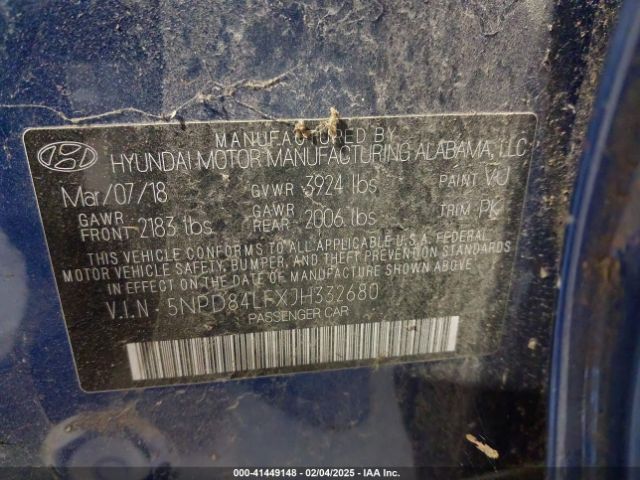 MANUFACTURED BY
HYUNDAI MOTOR MANUFACTURING ALABAMA, LLC
Mar/07/18 GVWR 3924 lbs PAINT VU
GAWR FRONT 2183 lbs GAWR REAR 2006 lbs TRIM PK
THIS VEHICLE CONFORMS TO ALL APPLICABLE U.S.A. FEDERAL
MOTOR VEHICLE SAFETY, BUMPER, AND THEFT PREVENTION STANDARDS
IN EFFECT ON THE DATE OF MANUFACTURE SHOWN ABOVE.
V.I.N - 5NPD84LFXJH332680
PASSENGER CAR
000-41449148 - 02/04/2025 - IAA Inc.